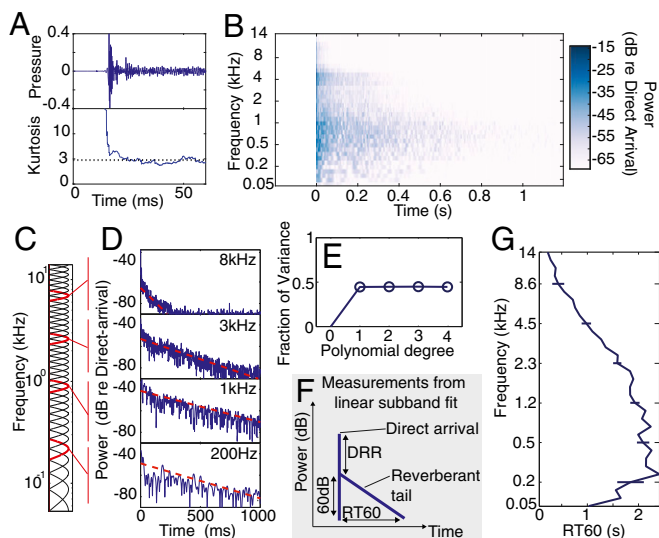 A
0.4
0
-0.4
Pressure
10
3
0
Kurtosis
0
50
Time (ms)
B
14
4
2
1
0.5
0.2
0.05
Frequency (kHz)
0
0.2
0.4
0.6
0.8
1
Time (s)
-15
-25
-35
-45
-55
-65
Power
(dB re Direct Arrival)
C
10¹
10⁰
10¹
Frequency (kHz)
D
Power (dB re Direct-arrival)
-40
-80
8kHz
-40
-80
3kHz
-40
-80
1kHz
-40
-80
200Hz
0
500
1000
Time
(ms)
E
1
0.5
0
Fraction of Variance
0 1 2 3 4
Polynomial degree
F
Measurements from
linear subband fit
Power (dB)
Direct arrival
DRR
Reverberant
tail
60dB
RT60
Time
G
14
8.6
4.5
2.3
1.2
0.5
0.2
0.05
Frequency (kHz)
0
1
2
RT60 (s)